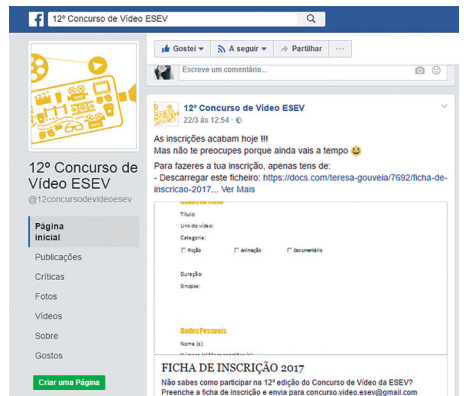 12º Concurso de Vídeo ESEV
Gostei
A seguir
Partilhar
Escreve um comentário...
12º Concurso de Vídeo ESEV
22/3 às 12:54 ·
As inscrições acabam hoje !!!
Mas não te preocupes porque ainda vais a tempo
Para fazeres a tua inscrição, apenas tens de:
- Descarregar este ficheiro: https://docs.com/teresa-gouveia/7692/ficha-
inscricao-2017... Ver Mais
12º Concurso de
Vídeo ESEV
@12concursodevideoesev
Página
inicial
Publicações
Críticas
Fotos
Vídeos
Sobre
Gostos
Criar uma Página
Título:
Link do vídeo:
Categoria:
Ficção
Animação
Documentário
Duração:
Sinopse:
Dados Pessoais
Nome (s):
FICHA DE INSCRIÇÃO 2017
Não sabes como participar na 12ª edição do Concurso de Vídeo da ESEV?
Preenche a ficha de inscrição e envia para concurso.video.esev@gmail.com